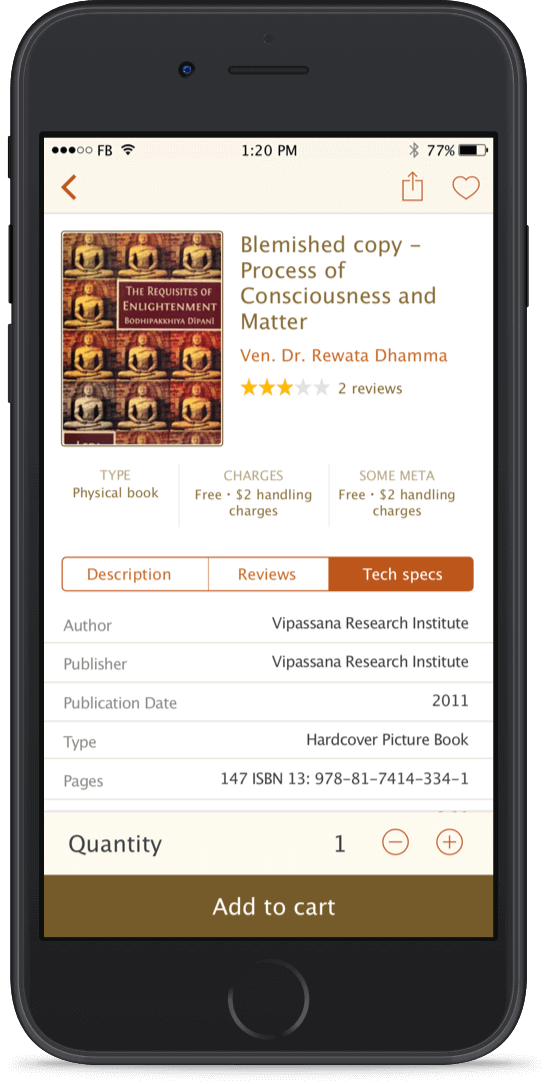 FB 1:20 PM 77%
THE REQUISITES OF
ENLIGHTENMENT
BODHIPAKKHIYA DĪPANĪ
Blemished copy –
Process of
Consciousness and
Matter
Ven. Dr. Rewata Dhamma
2 reviews
TYPE
Physical book
CHARGES
Free • $2 handling
charges
SOME META
Free • $2 handling
charges
Description Reviews Tech specs
Author Vipassana Research Institute
Publisher Vipassana Research Institute
Publication Date 2011
Type Hardcover Picture Book
Pages 147 ISBN 13: 978-81-7414-334-1
Quantity 1
Add to cart